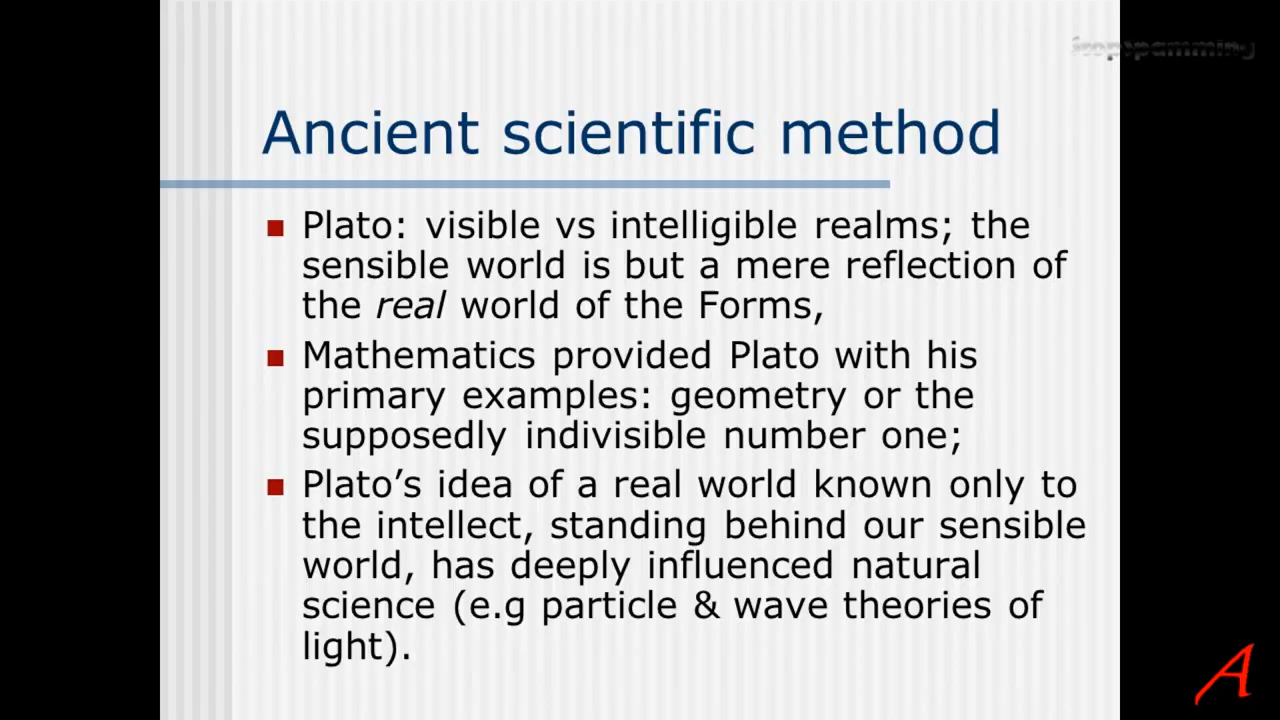 Ancient scientific method
Plato: visible vs intelligible realms; the
sensible world is but a mere reflection of
the real world of the Forms,
Mathematics provided Plato with his
primary examples: geometry or the
supposedly indivisible number one;
Plato’s idea of a real world known only to
the intellect, standing behind our sensible
world, has deeply influenced natural
science (e.g particle & wave theories of
light).
A